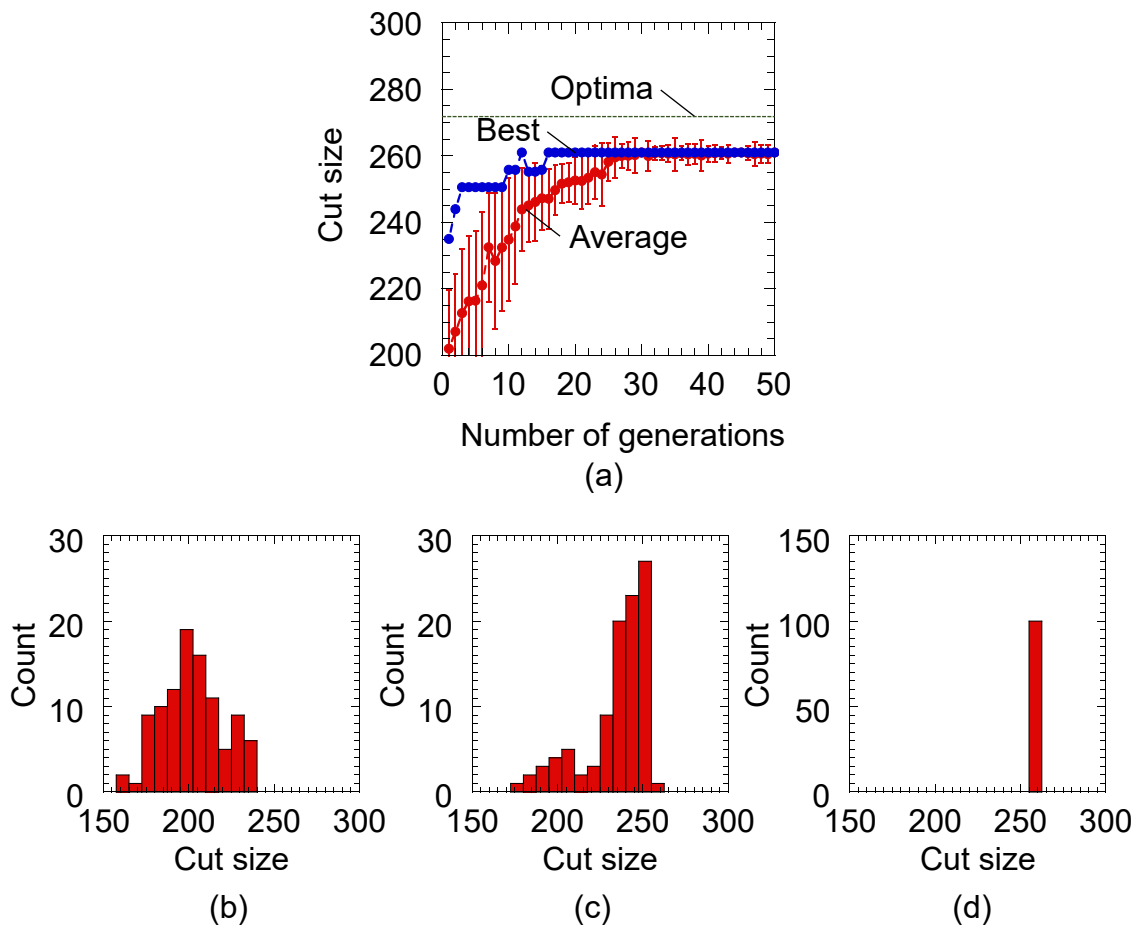 300
280
260
240
220
200
Cut size
Optima
Best
Average
0 10 20 30 40 50
Number of generations
(a)
30
20
10
0
Count
150 200 250 300
Cut size
(b)
30
20
10
0
Count
150 200 250 300
Cut size
(c)
150
100
50
0
Count
150 200 250 300
Cut size
(d)